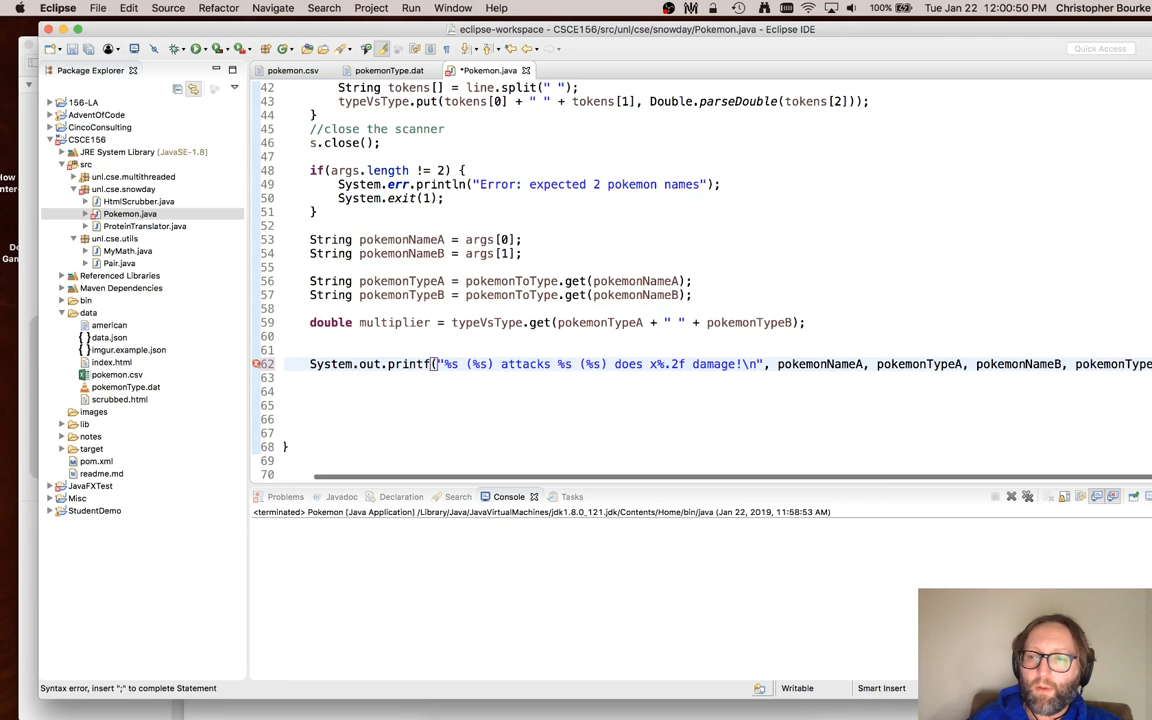 Eclipse File Edit Source Refactor Navigate Search Project Run Window Help 100% Tue Jan 22 12:00:50 PM Christopher Bourke
eclipse-workspace - CSCE156/src/unl/cse/snowday/Pokemon.java - Eclipse IDE
Quick Access
Package Explorer
pokemon.csv pokemonType.dat *Pokemon.java
156-LA
AdventOfCode
CincoConsulting
CSCE156
JRE System Library [JavaSE-1.8]
src
unl.cse.multithreaded
unl.cse.snowday
HtmlScrubber.java
Pokemon.java
ProteinTranslator.java
unl.cse.utils
MyMath.java
Pair.java
Referenced Libraries
Maven Dependencies
bin
data
american
data.json
imgur.example.json
index.html
pokemon.csv
pokemonType.dat
scrubbed.html
images
lib
notes
target
pom.xml
readme.md
JavaFXTest
Misc
StudentDemo
42 String tokens[] = line.split(" ");
43 typeVsType.put(tokens[0] + " " + tokens[1], Double.parseDouble(tokens[2]));
44 }
45 //close the scanner
46 s.close();
47
48 if(args.length != 2) {
49 System.err.println("Error: expected 2 pokemon names");
50 System.exit(1);
51 }
52
53 String pokemonNameA = args[0];
54 String pokemonNameB = args[1];
55
56 String pokemonTypeA = pokemonToType.get(pokemonNameA);
57 String pokemonTypeB = pokemonToType.get(pokemonNameB);
58
59 double multiplier = typeVsType.get(pokemonTypeA + " " + pokemonTypeB);
60
61
62 System.out.printf("%s (%s) attacks %s (%s) does x%.2f damage!\n", pokemonNameA, pokemonTypeA, pokemonNameB, pokemonType
63
64
65
66
67
68 }
69
70
Problems Javadoc Declaration Search Console Tasks
<terminated> Pokemon [Java Application] /Library/Java/JavaVirtualMachines/jdk1.8.0_121.jdk/Contents/Home/bin/java (Jan 22, 2019, 11:58:53 AM)
Syntax error, insert ";" to complete Statement
Writable Smart Insert